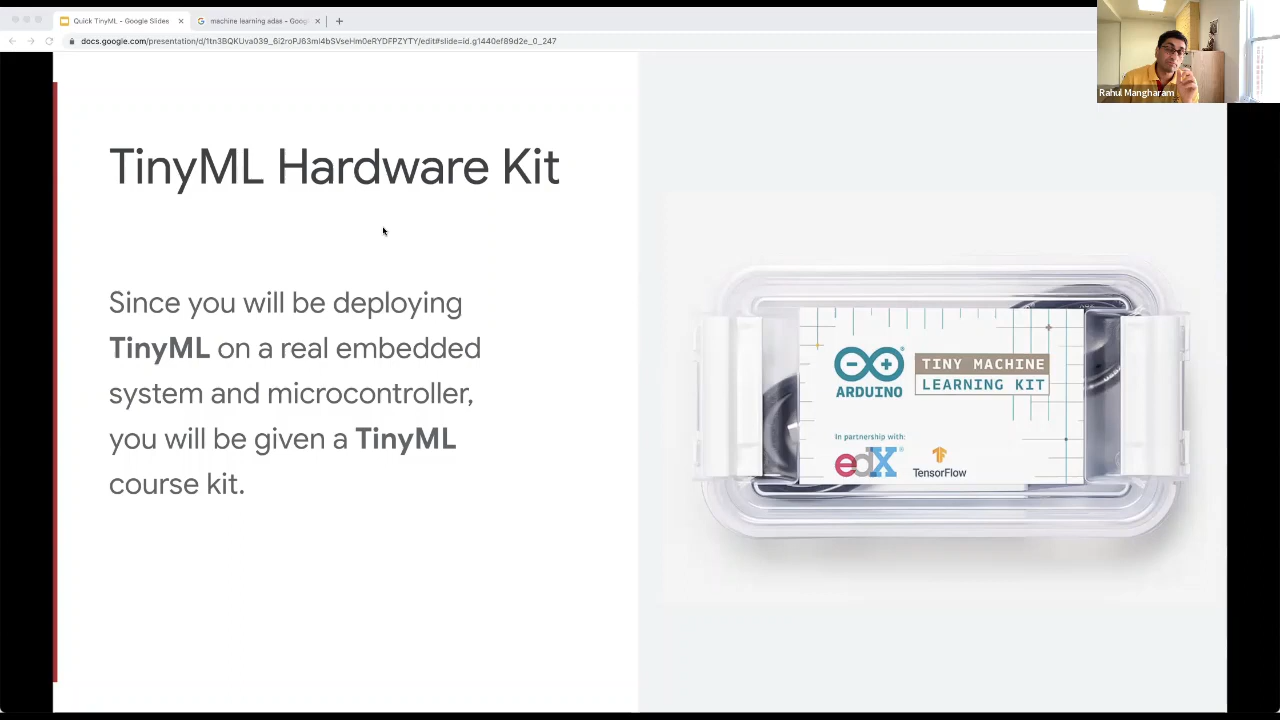 Quick TinyML - Google Slides
machine learning adas - Goog
docs.google.com/presentation/d/1tn3BQKUva039_6l2roPJ63ml4bSVseHm0eRYDFPZYTY/edit#slide=id.g1440ef89d2e_0_247
Rahul Mangharam
TinyML Hardware Kit
Since you will be deploying
TinyML on a real embedded
system and microcontroller,
you will be given a TinyML
course kit.
ARDUINO
TINY MACHINE
LEARNING KIT
In partnership with:
edX
TensorFlow